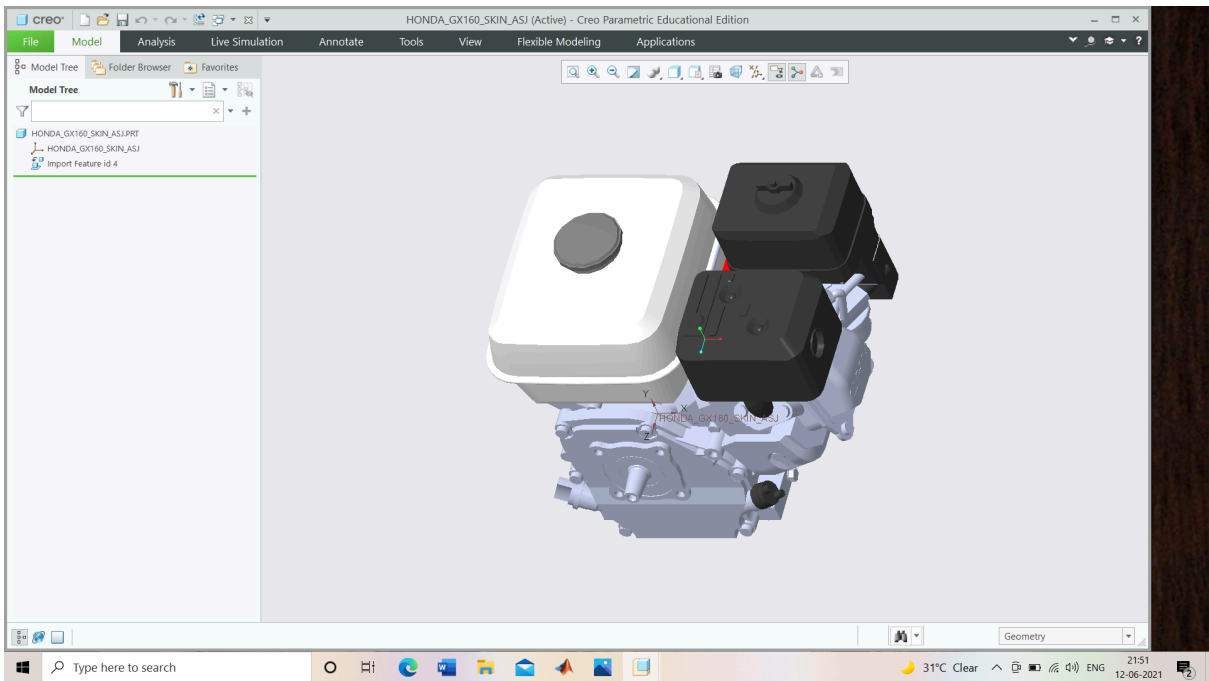 creo
HONDA_GX160_SKIN_ASJ (Active) - Creo Parametric Educational Edition
File Model Analysis Live Simulation Annotate Tools View Flexible Modeling Applications
Model Tree Folder Browser Favorites
Model Tree
HONDA_GX160_SKIN_ASJ.PRT
HONDA_GX160_SKIN_ASJ
Import Feature id 4
Y
X
HONDA_GX160_SKIN_ASJ
Z
Geometry
Type here to search
31°C Clear
ENG
21:51
12-06-2021
2